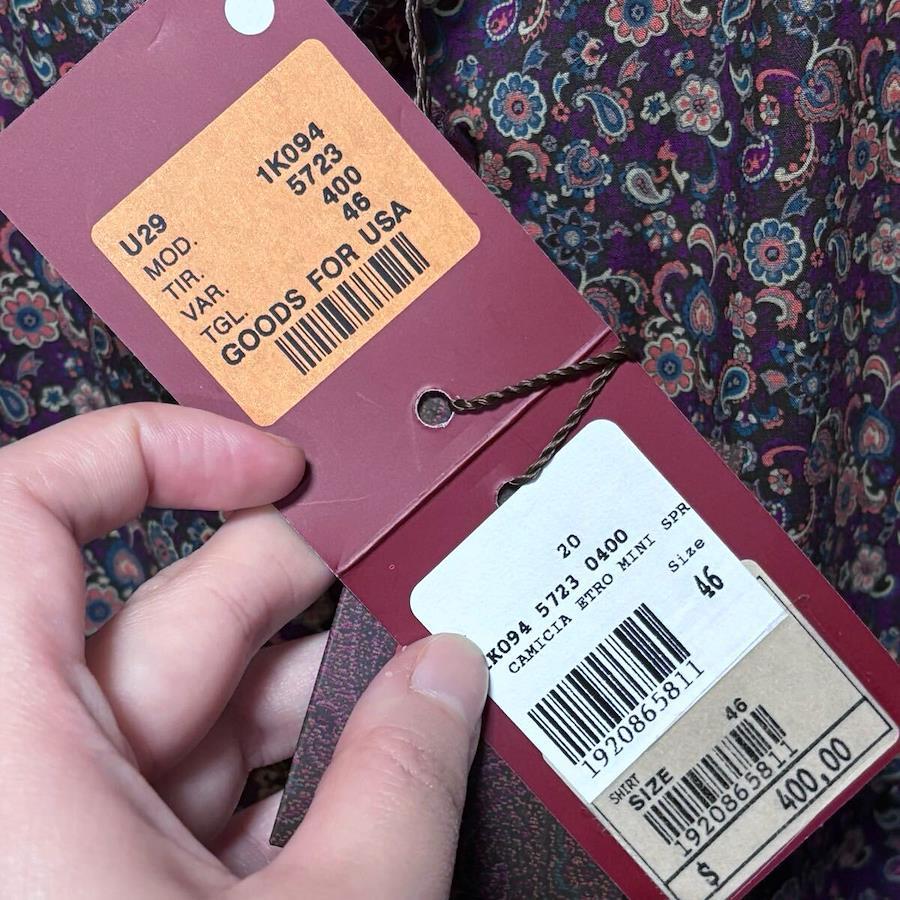 U29
MOD. 1K094
TIR. 5723
VAR. 400
TGL. 46
GOODS FOR USA
20
1K094 5723 0400
CAMICIA ETRO MINI SPR
Size
46
1920865811
46
SHIRT
SIZE
1920865811
$ 400,00